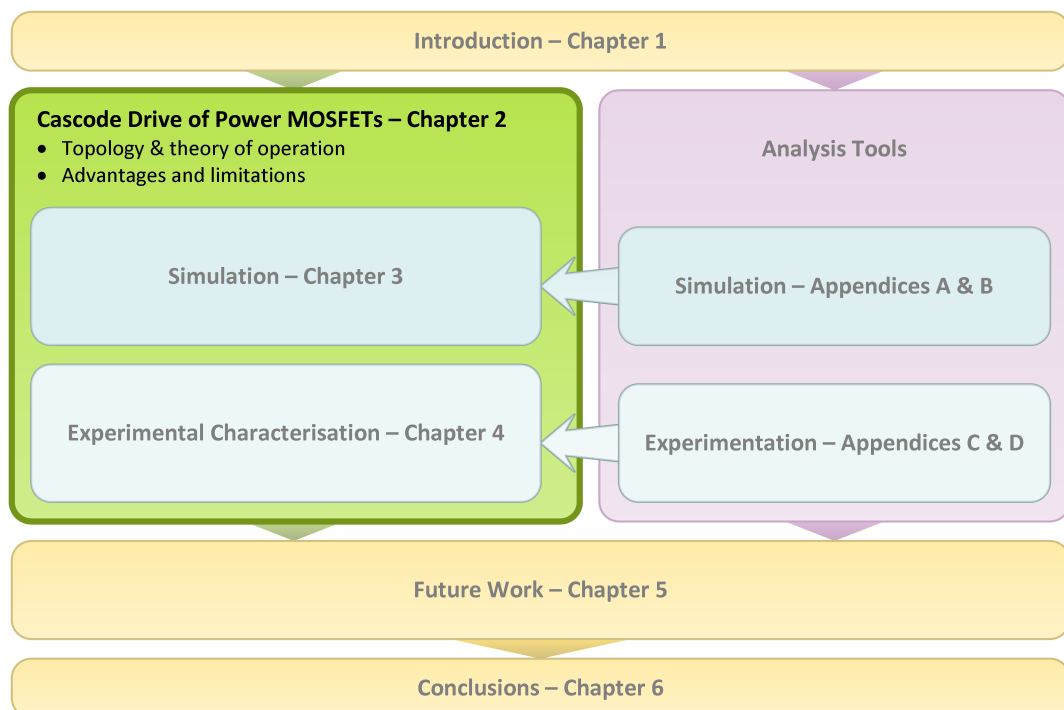 Introduction – Chapter 1
Cascode Drive of Power MOSFETs – Chapter 2
• Topology & theory of operation
• Advantages and limitations
Simulation – Chapter 3
Experimental Characterisation – Chapter 4
Analysis Tools
Simulation – Appendices A & B
Experimentation – Appendices C & D
Future Work – Chapter 5
Conclusions – Chapter 6